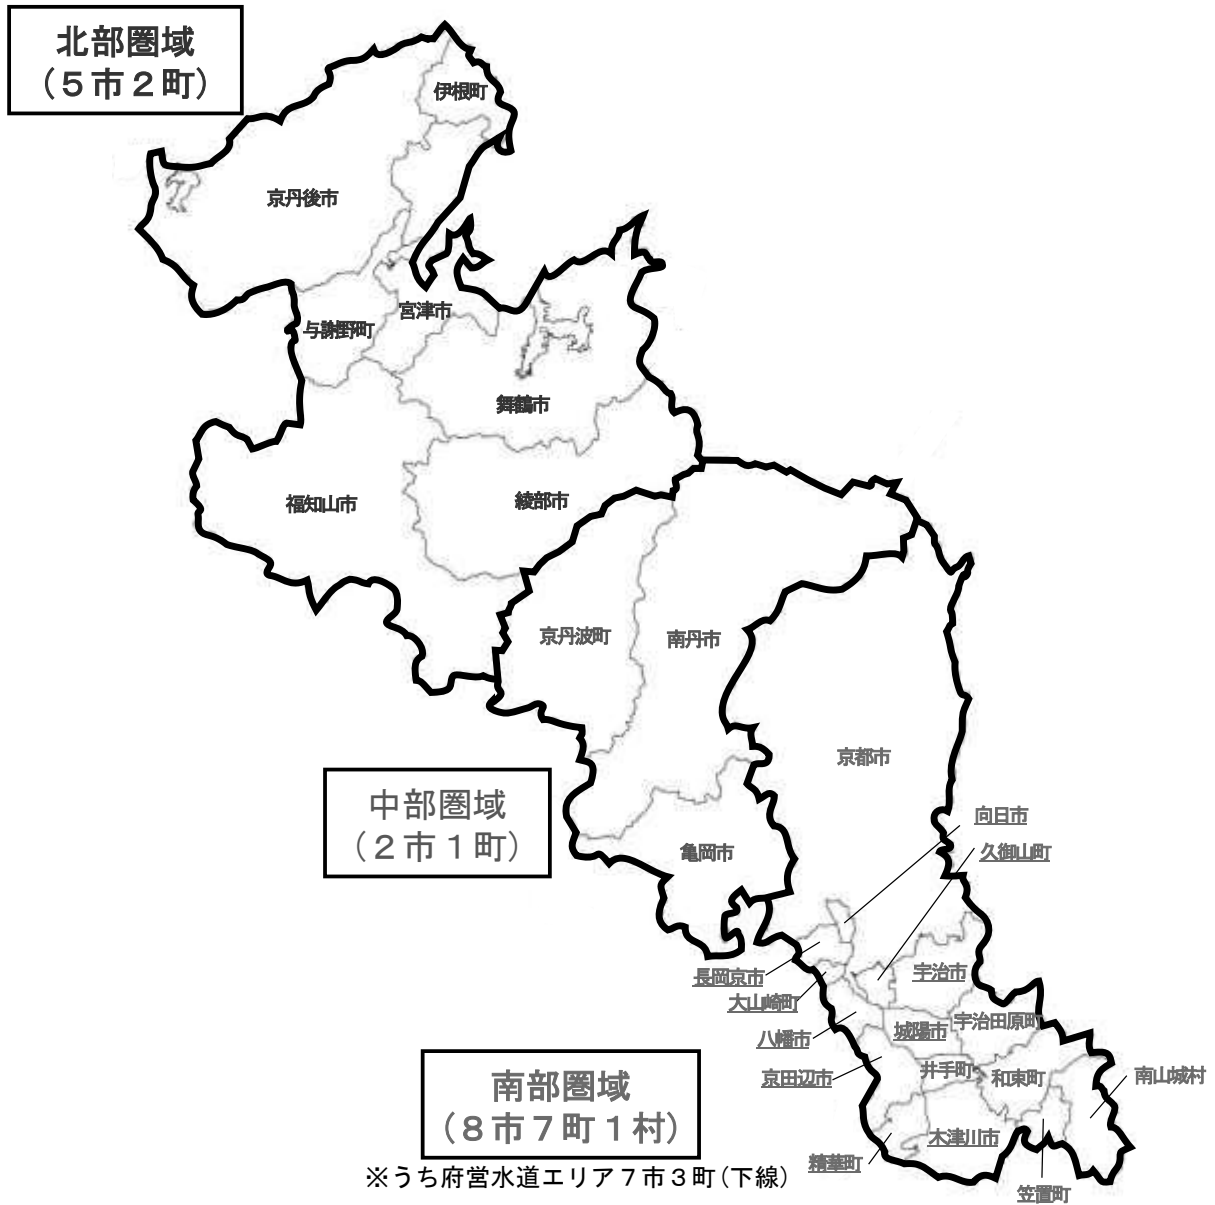 北部圏域
（５市２町）
伊根町
京丹後市
宮津市
与謝野町
舞鶴市
綾部市
福知山市
京丹波町
南丹市
京都市
中部圏域
（２市１町）
亀岡市
向日市
久御山町
長岡京市
宇治市
大山崎町
宇治田原町
八幡市
城陽市
井手町
京田辺市
和束町
南山城村
南部圏域
（８市７町１村）
木津川市
精華町
※うち府営水道エリア７市３町（下線）
笠置町